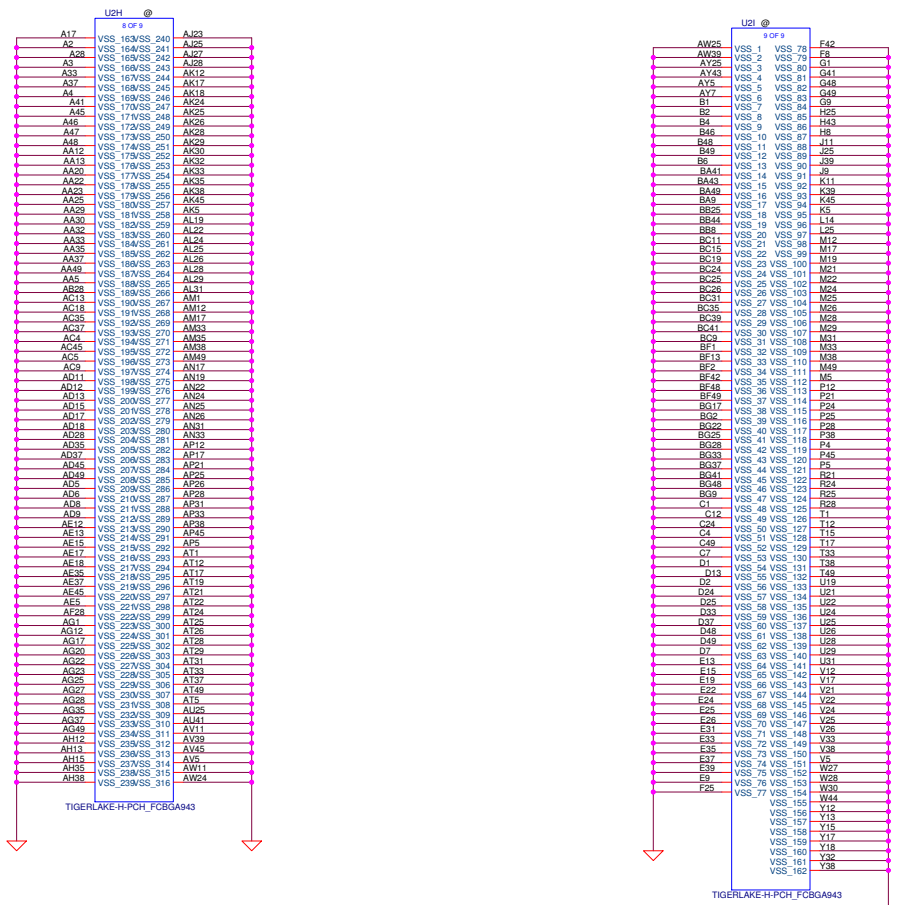 U2H @
8 OF 9
A17 VSS_163 VSS_240 AJ23
A2 VSS_164 VSS_241 AJ25
A28 VSS_165 VSS_242 AJ27
A3 VSS_166 VSS_243 AJ28
A33 VSS_167 VSS_244 AK12
A37 VSS_168 VSS_245 AK17
A4 VSS_169 VSS_246 AK18
A41 VSS_170 VSS_247 AK24
A45 VSS_171 VSS_248 AK25
A46 VSS_172 VSS_249 AK26
A47 VSS_173 VSS_250 AK28
A48 VSS_174 VSS_251 AK29
AA12 VSS_175 VSS_252 AK30
AA13 VSS_176 VSS_253 AK32
AA20 VSS_177 VSS_254 AK33
AA22 VSS_178 VSS_255 AK35
AA23 VSS_179 VSS_256 AK38
AA25 VSS_180 VSS_257 AK45
AA29 VSS_181 VSS_258 AK5
AA30 VSS_182 VSS_259 AL19
AA32 VSS_183 VSS_260 AL22
AA33 VSS_184 VSS_261 AL24
AA35 VSS_185 VSS_262 AL25
AA37 VSS_186 VSS_263 AL26
AA49 VSS_187 VSS_264 AL28
AA5 VSS_188 VSS_265 AL29
AB28 VSS_189 VSS_266 AL31
AC13 VSS_190 VSS_267 AM1
AC18 VSS_191 VSS_268 AM12
AC35 VSS_192 VSS_269 AM17
AC37 VSS_193 VSS_270 AM33
AC4 VSS_194 VSS_271 AM35
AC45 VSS_195 VSS_272 AM38
AC5 VSS_196 VSS_273 AM49
AC9 VSS_197 VSS_274 AN17
AD11 VSS_198 VSS_275 AN19
AD12 VSS_199 VSS_276 AN22
AD13 VSS_200 VSS_277 AN24
AD15 VSS_201 VSS_278 AN25
AD17 VSS_202 VSS_279 AN26
AD18 VSS_203 VSS_280 AN31
AD28 VSS_204 VSS_281 AN33
AD35 VSS_205 VSS_282 AP12
AD37 VSS_206 VSS_283 AP17
AD45 VSS_207 VSS_284 AP21
AD49 VSS_208 VSS_285 AP25
AD5 VSS_209 VSS_286 AP26
AD6 VSS_210 VSS_287 AP28
AD8 VSS_211 VSS_288 AP31
AD9 VSS_212 VSS_289 AP33
AE12 VSS_213 VSS_290 AP38
AE13 VSS_214 VSS_291 AP45
AE15 VSS_215 VSS_292 AP5
AE17 VSS_216 VSS_293 AT1
AE18 VSS_217 VSS_294 AT12
AE35 VSS_218 VSS_295 AT17
AE37 VSS_219 VSS_296 AT19
AE45 VSS_220 VSS_297 AT21
AE5 VSS_221 VSS_298 AT22
AF28 VSS_222 VSS_299 AT24
AG1 VSS_223 VSS_300 AT25
AG12 VSS_224 VSS_301 AT26
AG17 VSS_225 VSS_302 AT28
AG20 VSS_226 VSS_303 AT29
AG22 VSS_227 VSS_304 AT31
AG23 VSS_228 VSS_305 AT33
AG25 VSS_229 VSS_306 AT37
AG27 VSS_230 VSS_307 AT49
AG28 VSS_231 VSS_308 AT5
AG35 VSS_232 VSS_309 AU25
AG37 VSS_233 VSS_310 AU41
AG49 VSS_234 VSS_311 AV11
AH12 VSS_235 VSS_312 AV39
AH13 VSS_236 VSS_313 AV45
AH15 VSS_237 VSS_314 AV5
AH35 VSS_238 VSS_315 AW11
AH38 VSS_239 VSS_316 AW24
TIGERLAKE-H-PCH_FCBGA943
U2I @
9 OF 9
AW25 VSS_1 VSS_78 F42
AW39 VSS_2 VSS_79 F8
AY25 VSS_3 VSS_80 G1
AY43 VSS_4 VSS_81 G41
AY5 VSS_5 VSS_82 G48
AY7 VSS_6 VSS_83 G49
B1 VSS_7 VSS_84 G9
B2 VSS_8 VSS_85 H25
B4 VSS_9 VSS_86 H43
B46 VSS_10 VSS_87 H8
B48 VSS_11 VSS_88 J11
B49 VSS_12 VSS_89 J25
B6 VSS_13 VSS_90 J39
BA41 VSS_14 VSS_91 J9
BA43 VSS_15 VSS_92 K11
BA49 VSS_16 VSS_93 K39
BA9 VSS_17 VSS_94 K45
BB25 VSS_18 VSS_95 K5
BB44 VSS_19 VSS_96 L14
BB8 VSS_20 VSS_97 L25
BC11 VSS_21 VSS_98 M12
BC15 VSS_22 VSS_99 M17
BC19 VSS_23 VSS_100 M19
BC24 VSS_24 VSS_101 M21
BC25 VSS_25 VSS_102 M22
BC26 VSS_26 VSS_103 M24
BC31 VSS_27 VSS_104 M25
BC35 VSS_28 VSS_105 M26
BC39 VSS_29 VSS_106 M28
BC41 VSS_30 VSS_107 M29
BC9 VSS_31 VSS_108 M31
BF1 VSS_32 VSS_109 M33
BF13 VSS_33 VSS_110 M38
BF2 VSS_34 VSS_111 M49
BF42 VSS_35 VSS_112 M5
BF48 VSS_36 VSS_113 P12
BF49 VSS_37 VSS_114 P21
BG17 VSS_38 VSS_115 P24
BG2 VSS_39 VSS_116 P25
BG22 VSS_40 VSS_117 P28
BG25 VSS_41 VSS_118 P38
BG28 VSS_42 VSS_119 P4
BG33 VSS_43 VSS_120 P45
BG37 VSS_44 VSS_121 P5
BG41 VSS_45 VSS_122 R21
BG48 VSS_46 VSS_123 R24
BG9 VSS_47 VSS_124 R25
C1 VSS_48 VSS_125 R28
C12 VSS_49 VSS_126 T1
C24 VSS_50 VSS_127 T12
C4 VSS_51 VSS_128 T15
C49 VSS_52 VSS_129 T17
C7 VSS_53 VSS_130 T33
D1 VSS_54 VSS_131 T38
D13 VSS_55 VSS_132 T49
D2 VSS_56 VSS_133 U19
D24 VSS_57 VSS_134 U21
D25 VSS_58 VSS_135 U22
D33 VSS_59 VSS_136 U24
D37 VSS_60 VSS_137 U25
D48 VSS_61 VSS_138 U26
D49 VSS_62 VSS_139 U28
D7 VSS_63 VSS_140 U29
E13 VSS_64 VSS_141 U31
E15 VSS_65 VSS_142 V12
E19 VSS_66 VSS_143 V17
E22 VSS_67 VSS_144 V21
E24 VSS_68 VSS_145 V22
E25 VSS_69 VSS_146 V24
E26 VSS_70 VSS_147 V25
E31 VSS_71 VSS_148 V26
E33 VSS_72 VSS_149 V33
E35 VSS_73 VSS_150 V38
E37 VSS_74 VSS_151 V5
E39 VSS_75 VSS_152 W27
E9 VSS_76 VSS_153 W28
F25 VSS_77 VSS_154 W30
VSS_155 W44
VSS_156 Y12
VSS_157 Y13
VSS_158 Y15
VSS_159 Y17
VSS_160 Y18
VSS_161 Y32
VSS_162 Y38
TIGERLAKE-H-PCH_FCBGA943